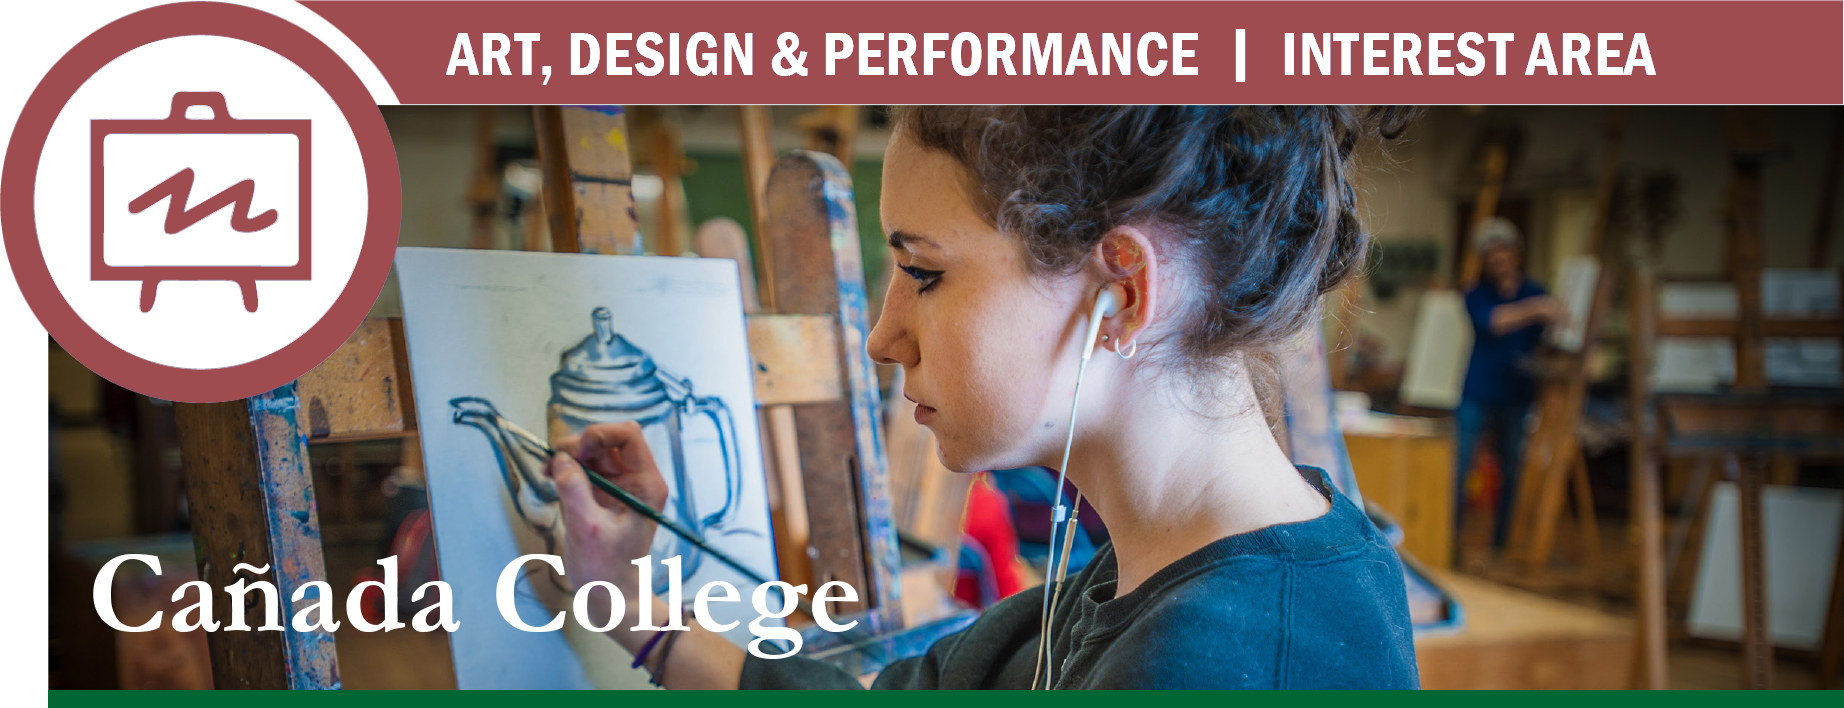 ART, DESIGN & PERFORMANCE | INTEREST AREA
Cañada College